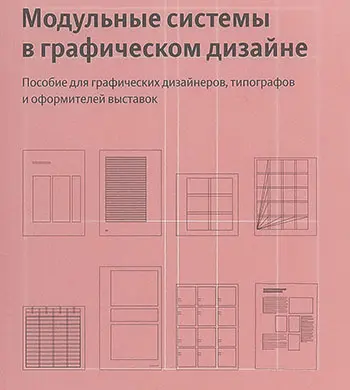 Модульные системы
в графическом дизайне
Пособие для графических дизайнеров, типографов
и оформителей выставок